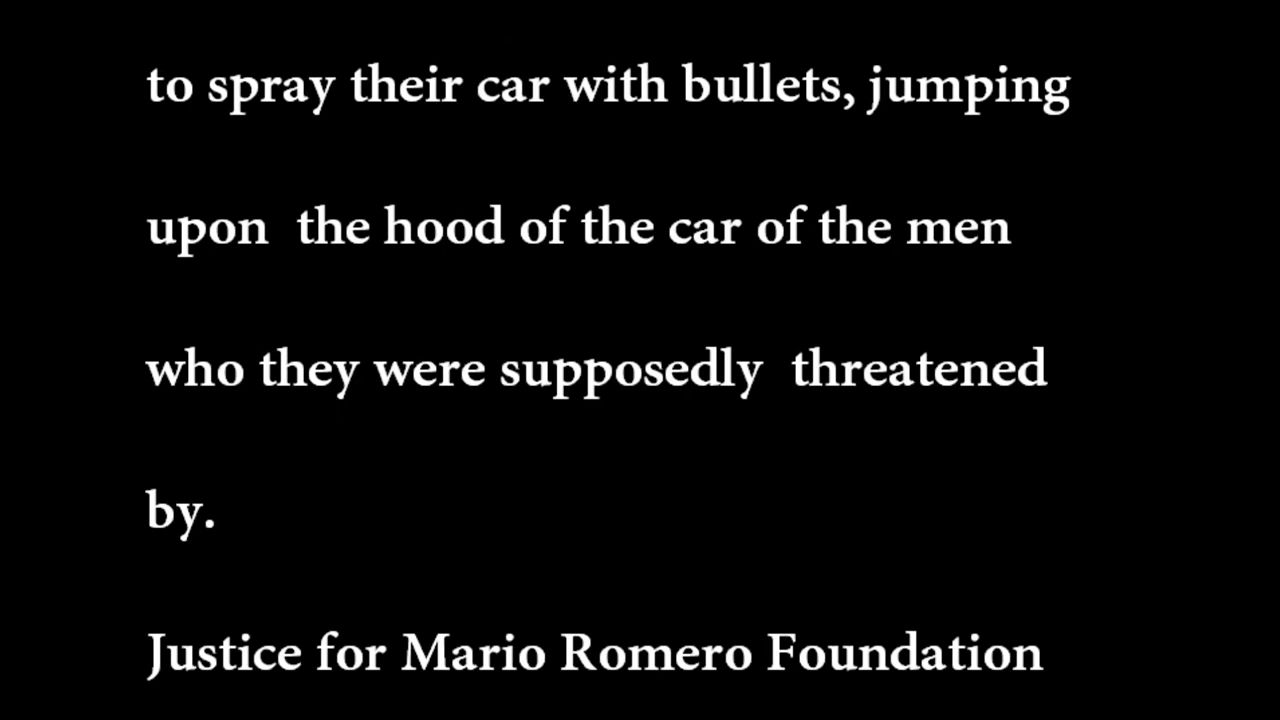 to spray their car with bullets, jumping
upon  the hood of the car of the men
who they were supposedly  threatened
by.
Justice for Mario Romero Foundation